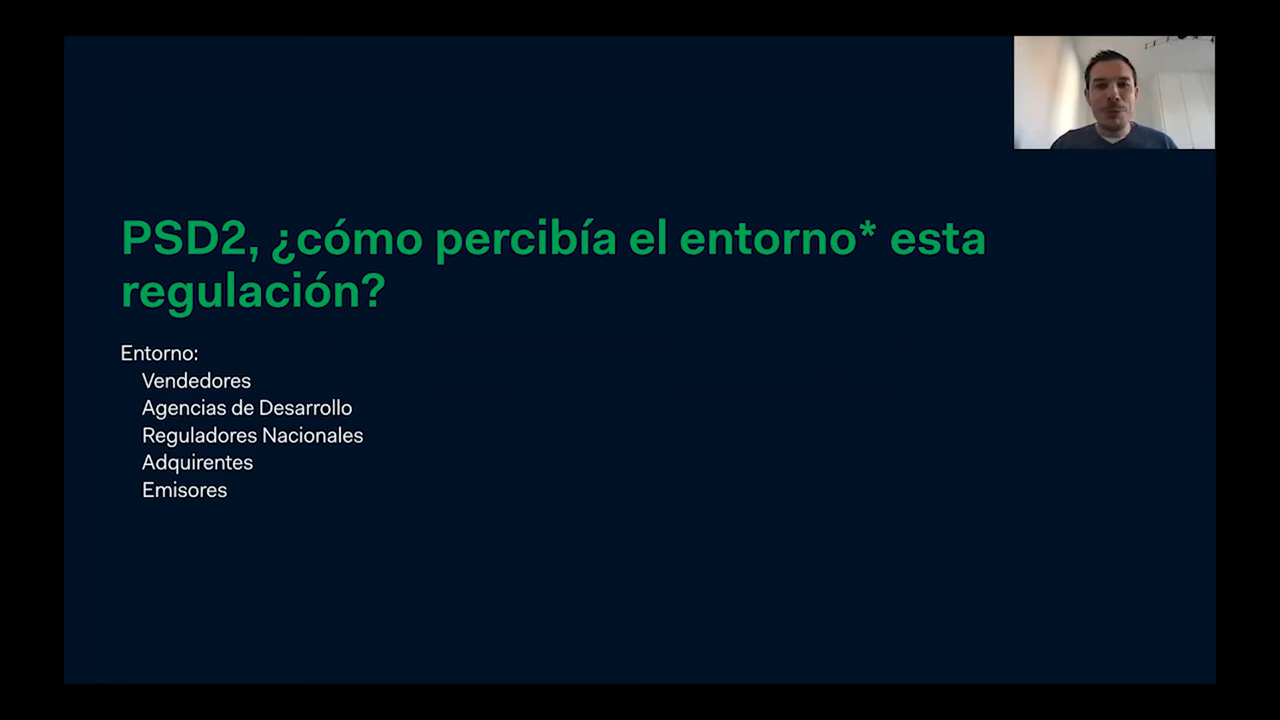 PSD2, ¿cómo percibía el entorno* esta
regulación?
Entorno:
Vendedores
Agencias de Desarrollo
Reguladores Nacionales
Adquirentes
Emisores